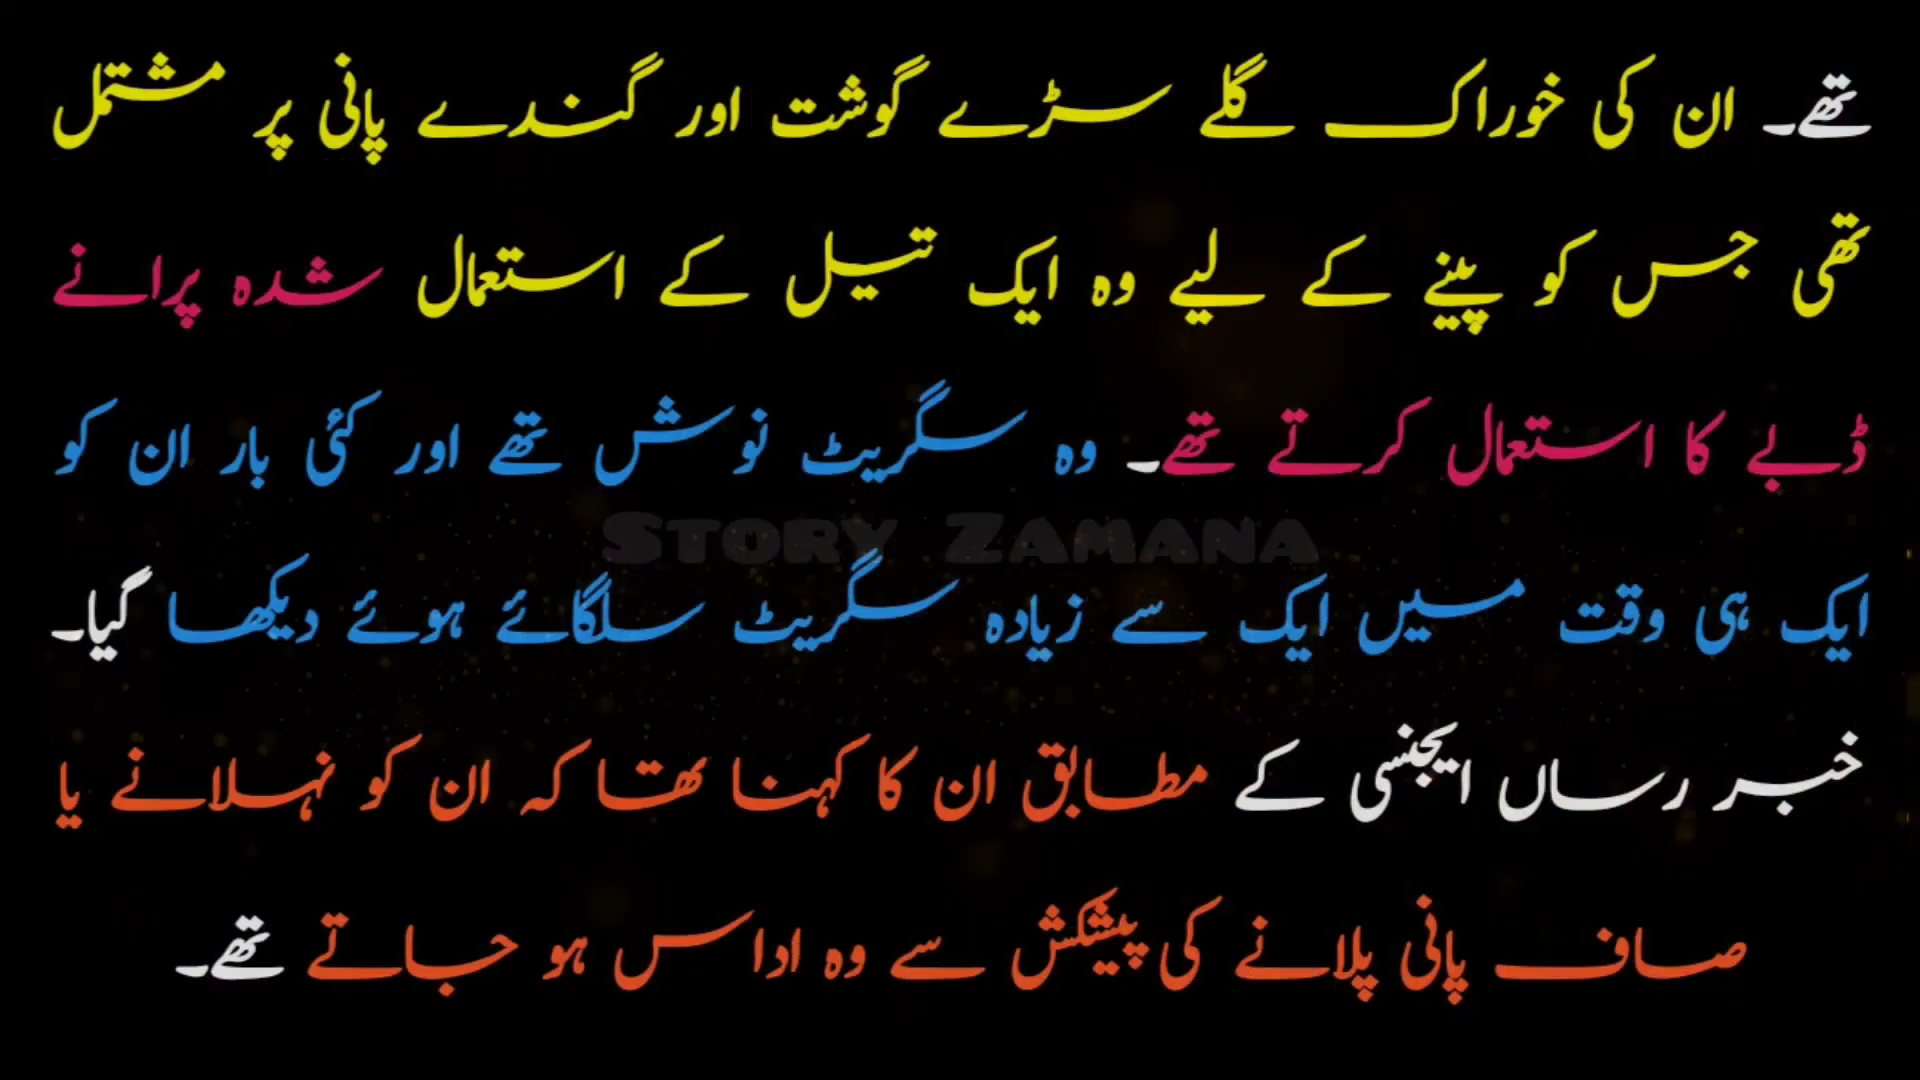 تھے۔ ان کی خوراک گلے سڑے گوشت اور گندے پانی پر مشتمل
تھی جس کو پینے کے لیے وہ ایک تیل کے استعمال شدہ پرانے
ڈبے کا استعمال کرتے تھے۔ وہ سگریٹ نوش تھے اور کئی بار ان کو
STORY ZAMANA
ایک ہی وقت میں ایک سے زیادہ سگریٹ سلگائے ہوئے دیکھا گیا۔
خبر رساں ایجنسی کے مطابق ان کا کہنا تھا کہ ان کو نہلانے یا
صاف پانی پلانے کی پیشکش سے وہ اداس ہو جاتے تھے۔